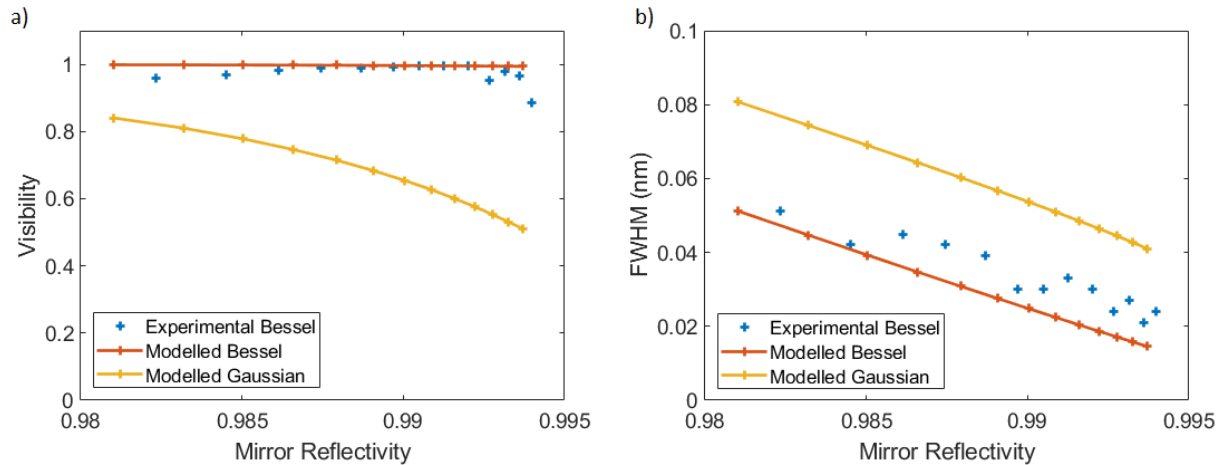 a)
Visibility
1
0.8
0.6
0.4
0.2
0
Experimental Bessel
Modelled Bessel
Modelled Gaussian
0.98
0.985
0.99
0.995
Mirror Reflectivity
b)
FWHM (nm)
0.1
0.08
0.06
0.04
0.02
0
Experimental Bessel
Modelled Bessel
Modelled Gaussian
0.98
0.985
0.99
0.995
Mirror Reflectivity